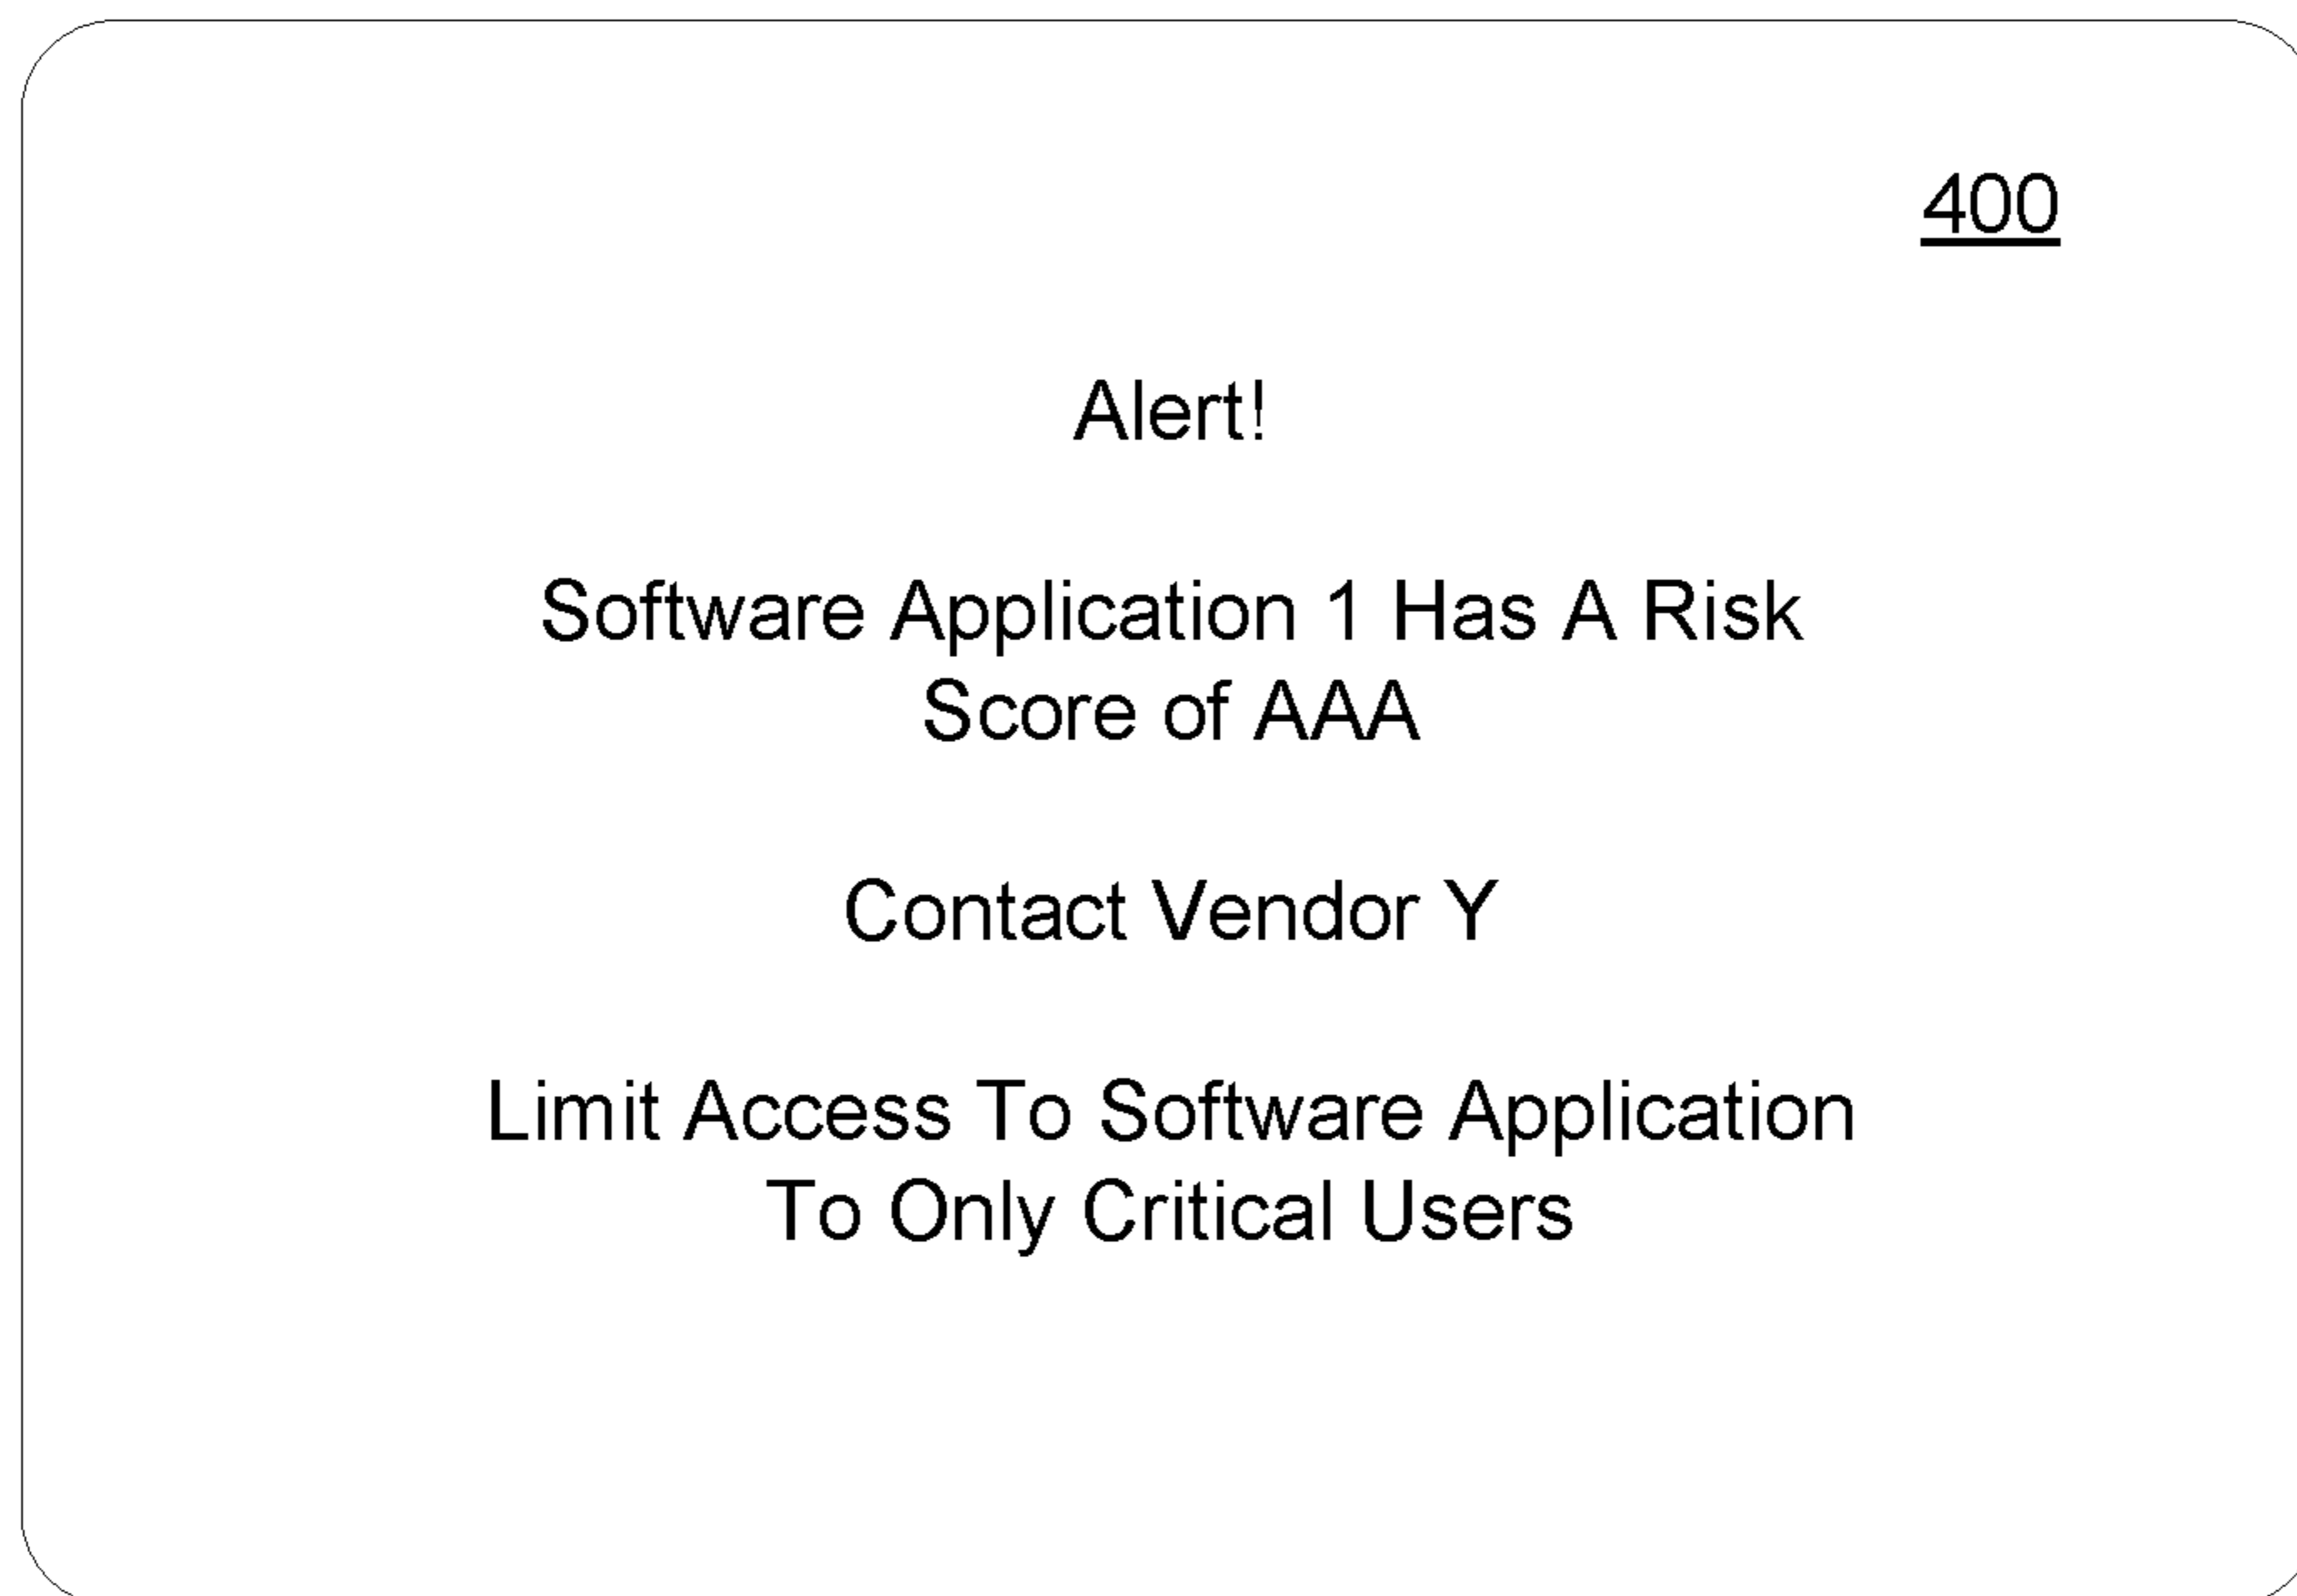 400
Alert!
Software Application 1 Has A Risk
Score of AAA
Contact Vendor Y
Limit Access To Software Application
To Only Critical Users